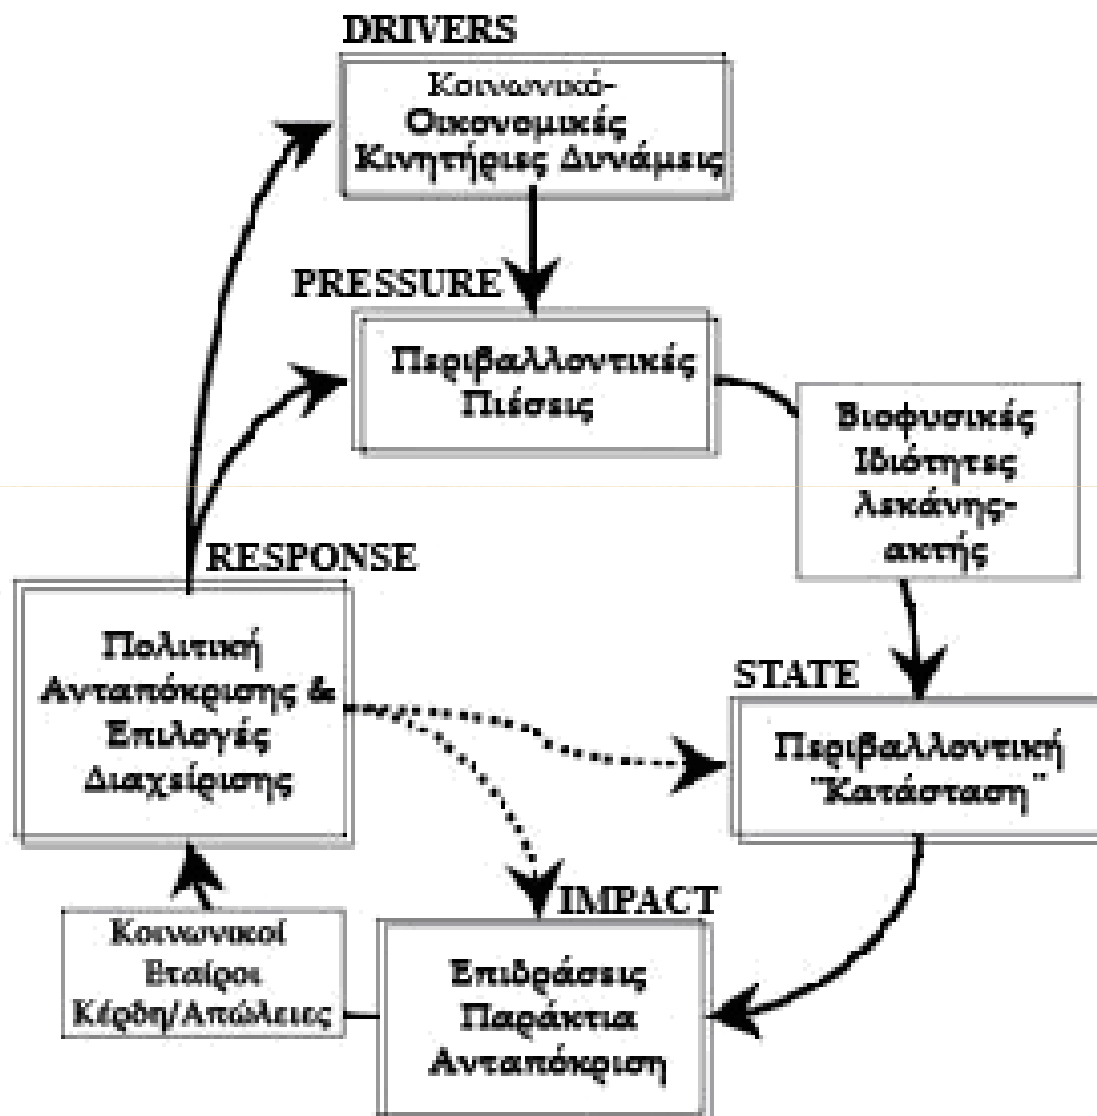 DRIVERS
Κοινωνικό-
Οικονομικές
Κινητήριες Δυνάμεις
PRESSURE
Περιβαλλοντικές
Πιέσεις
Βιοφυσικές
Ιδιότητες
λεκάνης-
ακτής
RESPONSE
Πολιτική
Ανταπόκρισης &
Επιλογές
Διαχείρισης
STATE
Περιβαλλοντική
"Κατάσταση"
IMPACT
Επιδράσεις
Παράκτια
Ανταπόκριση
Κοινωνικοί
Εταίροι
Κέρδη/Απώλειες